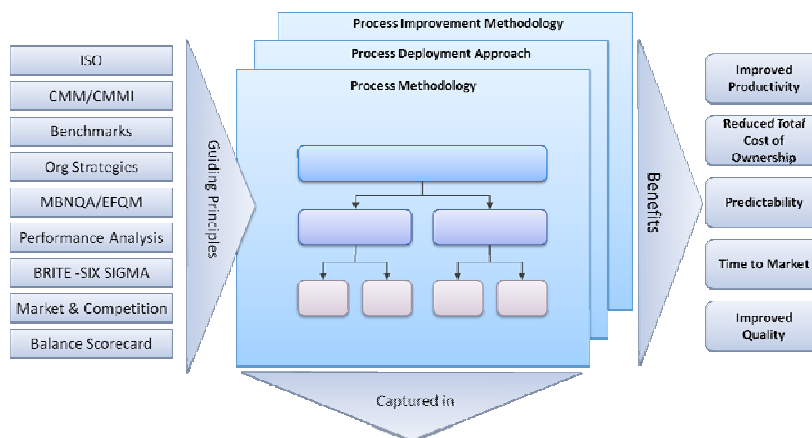 ISO
CMM/CMMI
Benchmarks
Org Strategies
MBNQA/EFQM
Performance Analysis
BRITE -SIX SIGMA
Market & Competition
Balance Scorecard
Guiding Principles
Process Improvement Methodology
Process Deployment Approach
Process Methodology
Captured in
Benefits
Improved
Productivity
Reduced Total
Cost of
Ownership
Predictability
Time to Market
Improved
Quality